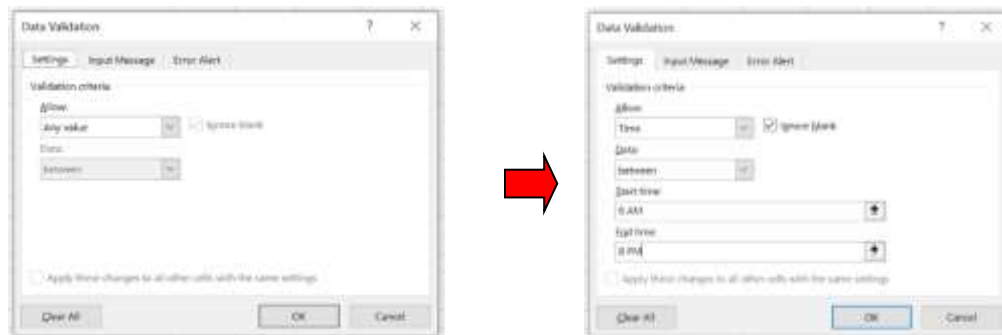 Data Validation ? ×
Settings Input Message Error Alert
Validation criteria
Allow:
Any value Ignore blank
Data:
between
Apply these changes to all other cells with the same settings
Clear All OK Cancel
Data Validation ? ×
Settings Input Message Error Alert
Validation criteria
Allow:
Time Ignore blank
Data:
between
Start time:
6 AM
End time:
8 PM
Apply these changes to all other cells with the same settings
Clear All OK Cancel